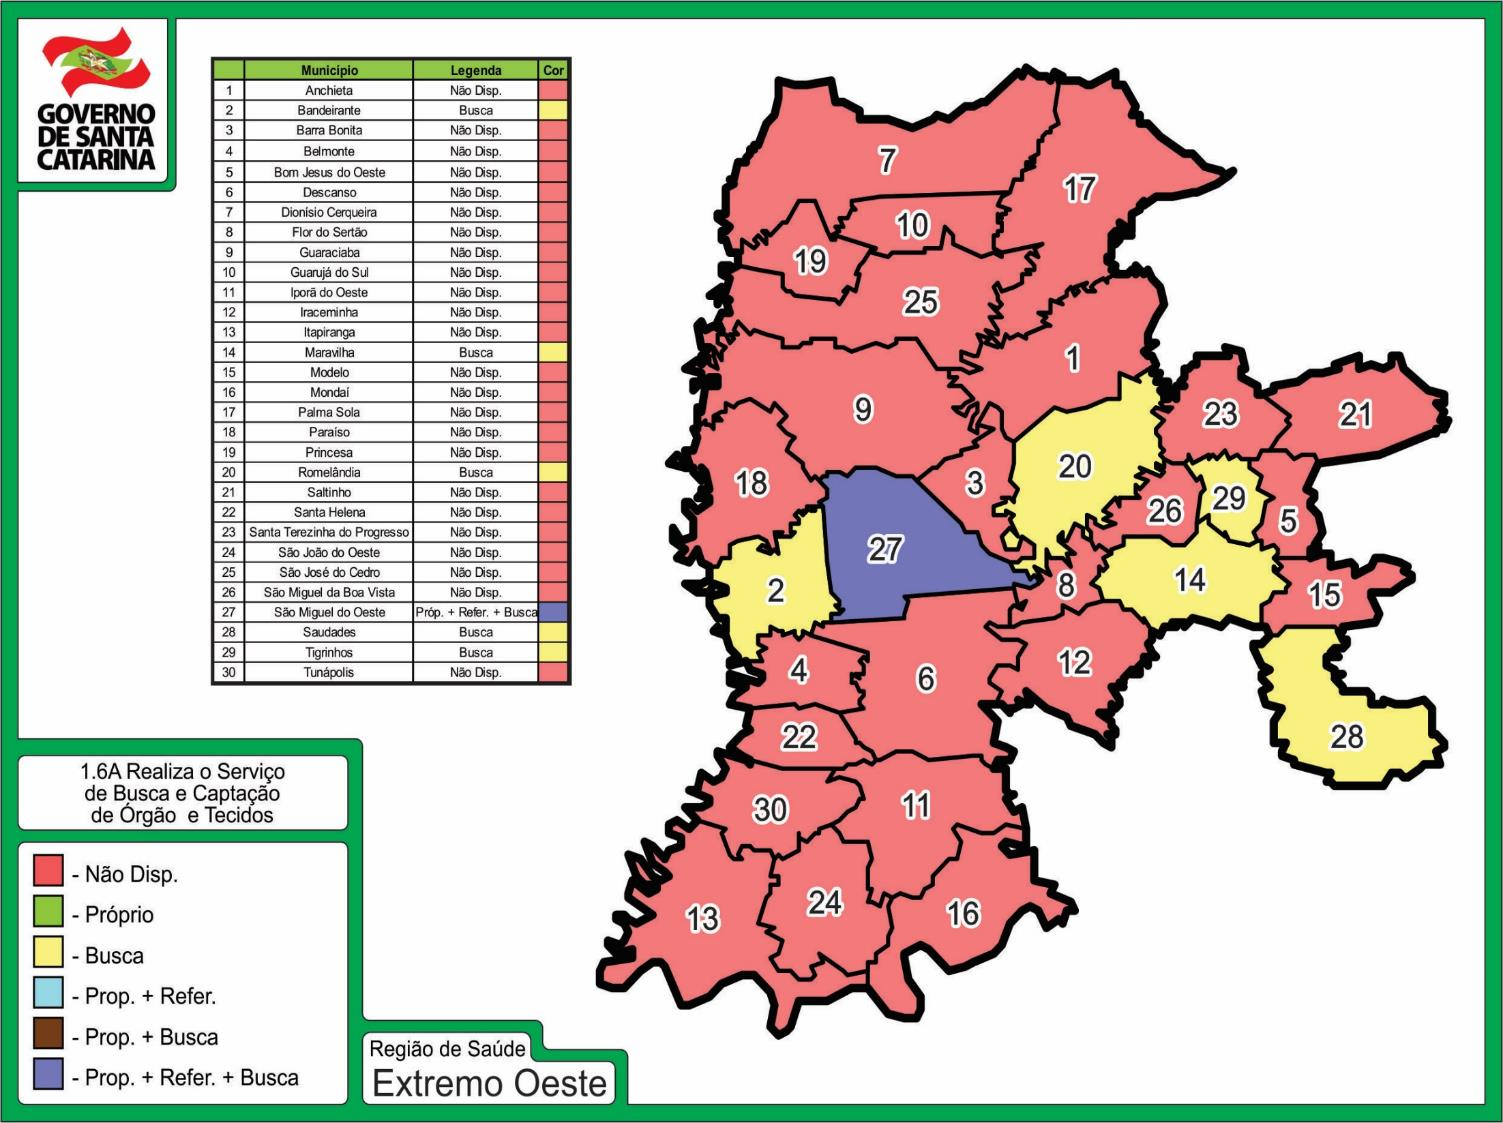 GOVERNO
DE SANTA
CATARINA
Município Legenda Cor
1 Anchieta Não Disp.
2 Bandeirante Busca
3 Barra Bonita Não Disp.
4 Belmonte Não Disp.
5 Bom Jesus do Oeste Não Disp.
6 Descanso Não Disp.
7 Dionísio Cerqueira Não Disp.
8 Flor do Sertão Não Disp.
9 Guaraciaba Não Disp.
10 Guarujá do Sul Não Disp.
11 Iporã do Oeste Não Disp.
12 Iraceminha Não Disp.
13 Itapiranga Não Disp.
14 Maravilha Busca
15 Modelo Não Disp.
16 Mondaí Não Disp.
17 Palma Sola Não Disp.
18 Paraíso Não Disp.
19 Princesa Não Disp.
20 Romelândia Busca
21 Saltinho Não Disp.
22 Santa Helena Não Disp.
23 Santa Terezinha do Progresso Não Disp.
24 São João do Oeste Não Disp.
25 São José do Cedro Não Disp.
26 São Miguel da Boa Vista Não Disp.
27 São Miguel do Oeste Próp. + Refer. + Busca
28 Saudades Busca
29 Tigrinhos Busca
30 Tunápolis Não Disp.
7
17
10
19
25
1
9
23
21
20
18
3
29
26
5
27
14
8
2
15
12
4
6
22
28
30
11
24
16
13
1.6A Realiza o Serviço
de Busca e Captação
de Órgão e Tecidos
- Não Disp.
- Próprio
- Busca
- Prop. + Refer.
- Prop. + Busca
- Prop. + Refer. + Busca
Região de Saúde
Extremo Oeste